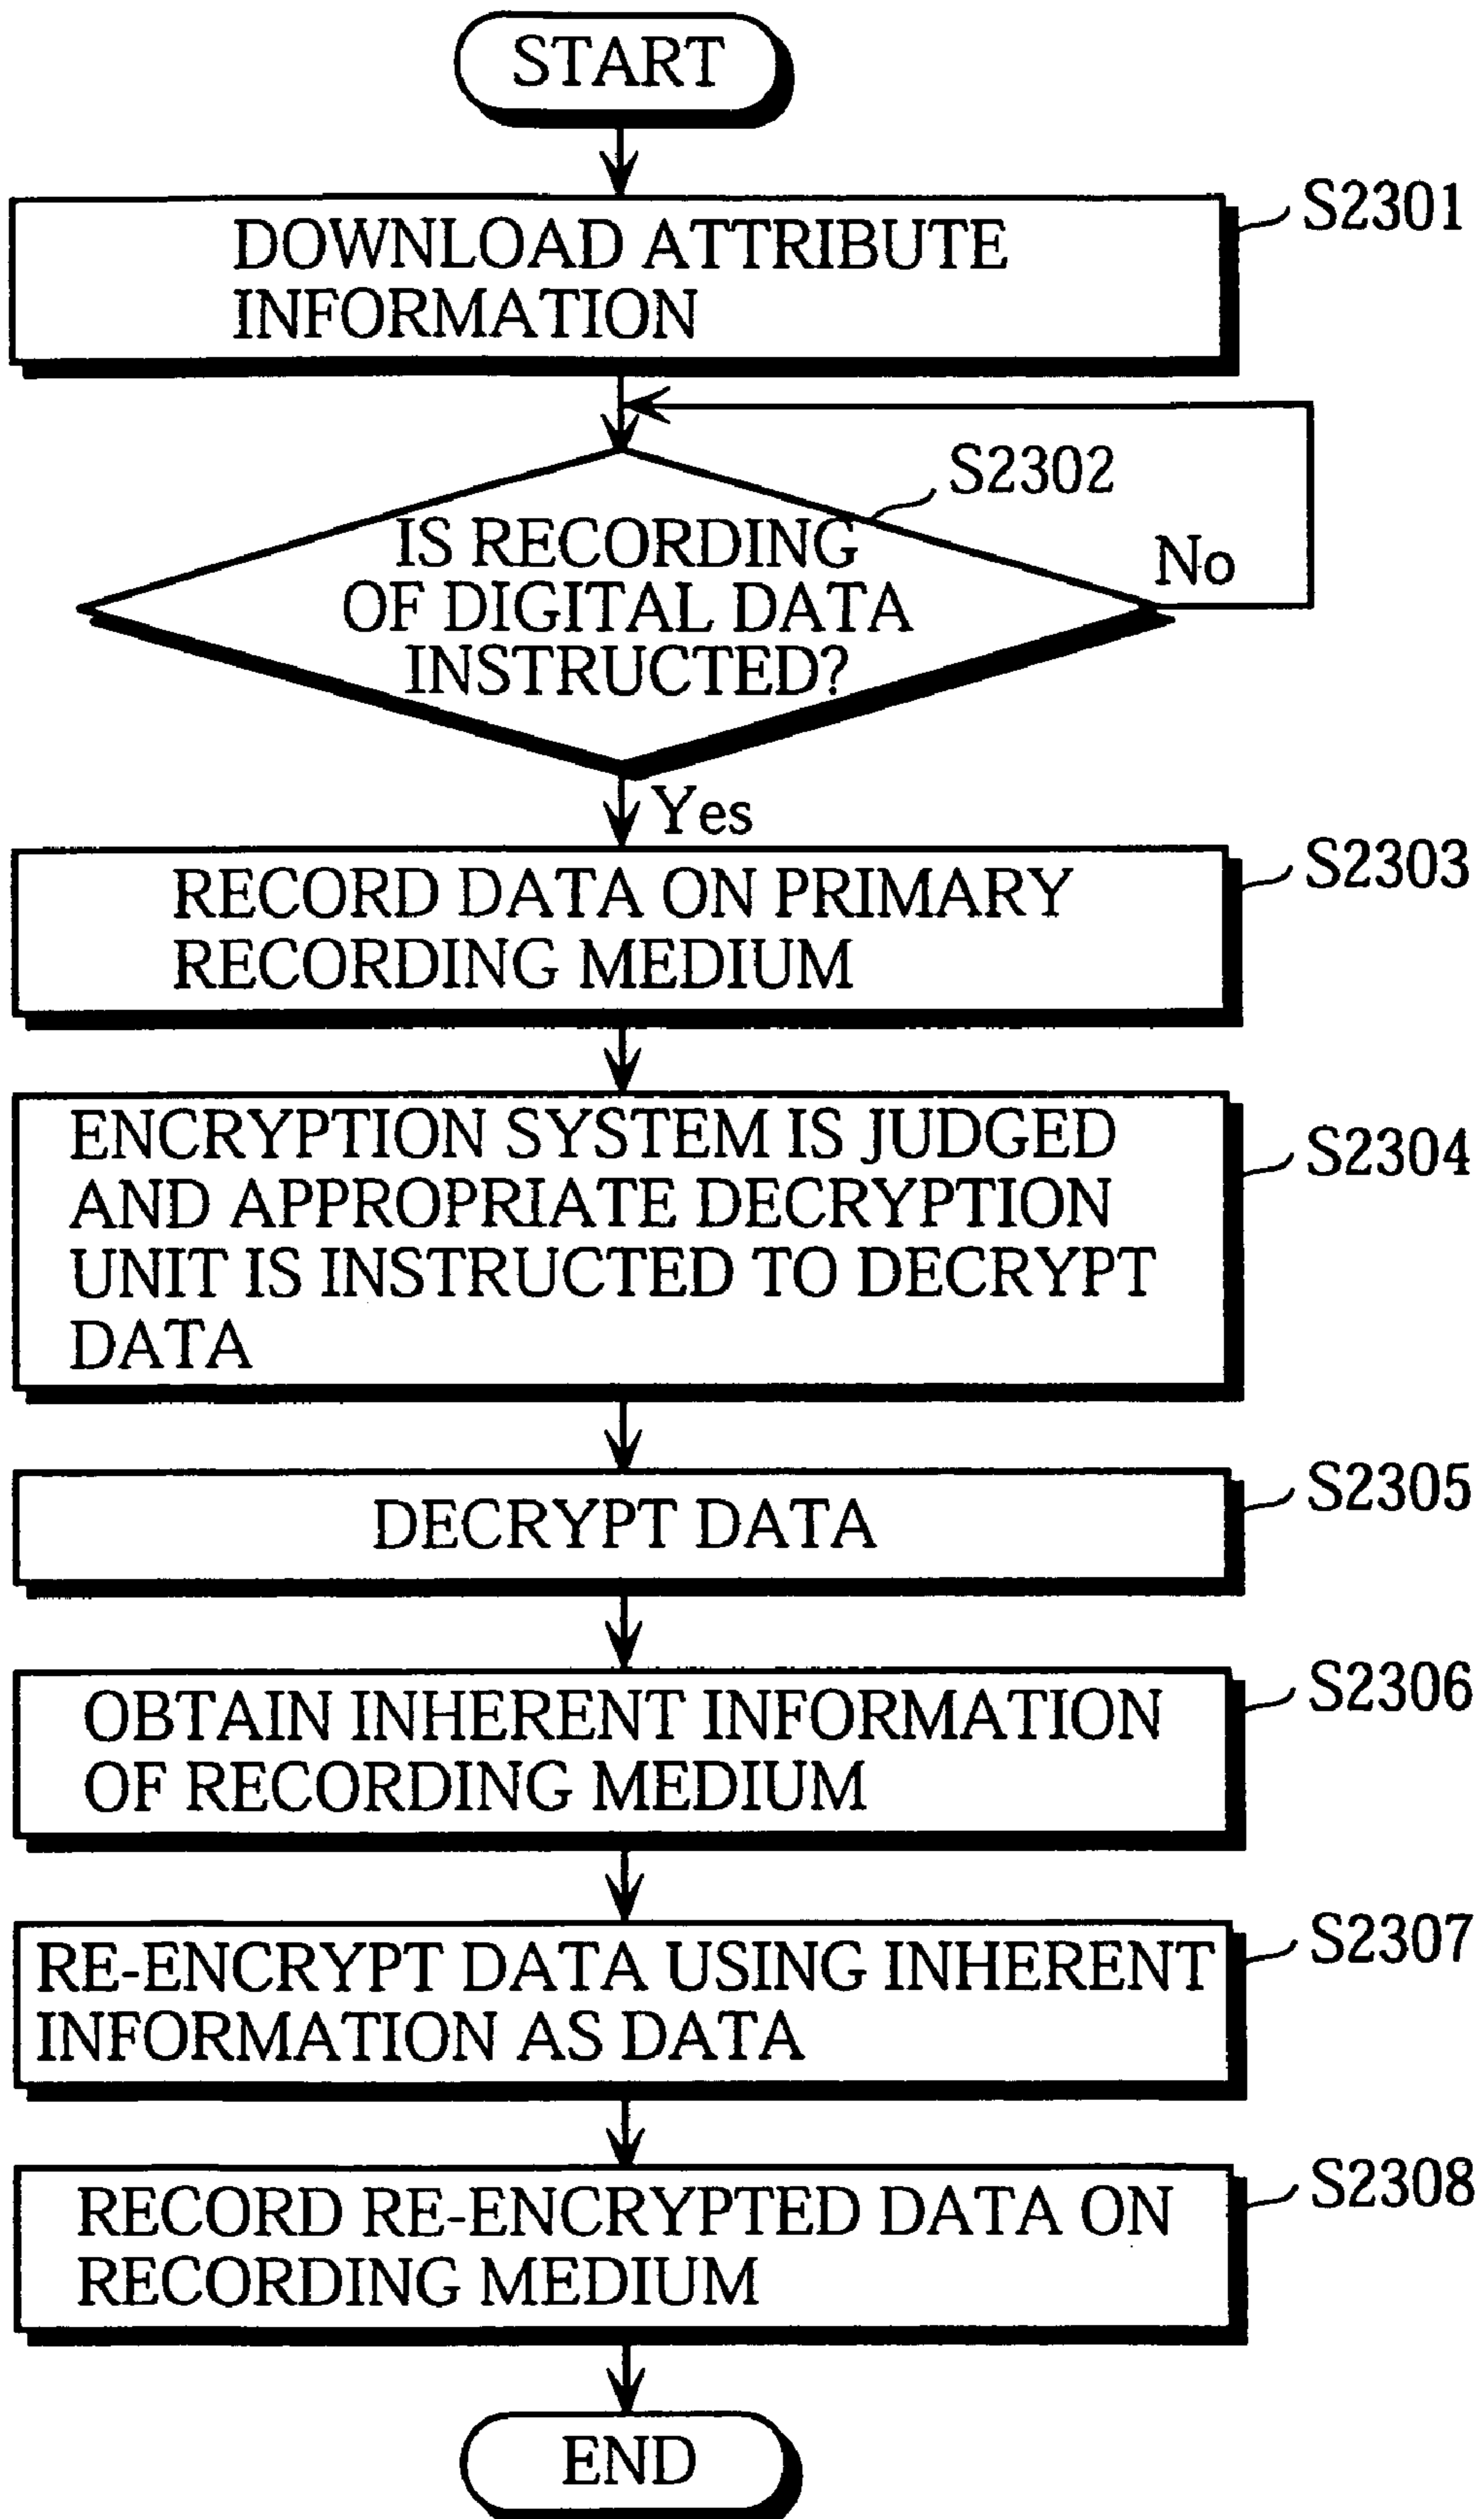 START
S2301
DOWNLOAD ATTRIBUTE
INFORMATION
S2302
IS RECORDING
OF DIGITAL DATA
INSTRUCTED?
No
Yes
S2303
RECORD DATA ON PRIMARY
RECORDING MEDIUM
S2304
ENCRYPTION SYSTEM IS JUDGED
AND APPROPRIATE DECRYPTION
UNIT IS INSTRUCTED TO DECRYPT
DATA
S2305
DECRYPT DATA
S2306
OBTAIN INHERENT INFORMATION
OF RECORDING MEDIUM
S2307
RE-ENCRYPT DATA USING INHERENT
INFORMATION AS DATA
S2308
RECORD RE-ENCRYPTED DATA ON
RECORDING MEDIUM
END